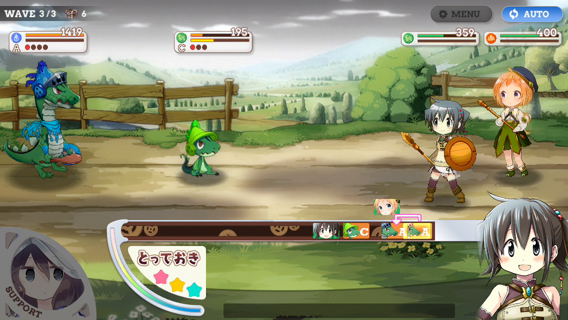 WAVE 3/3
6
MENU
AUTO
1419
A
195
C
359
400
C
A
とっておき
SUPPORT